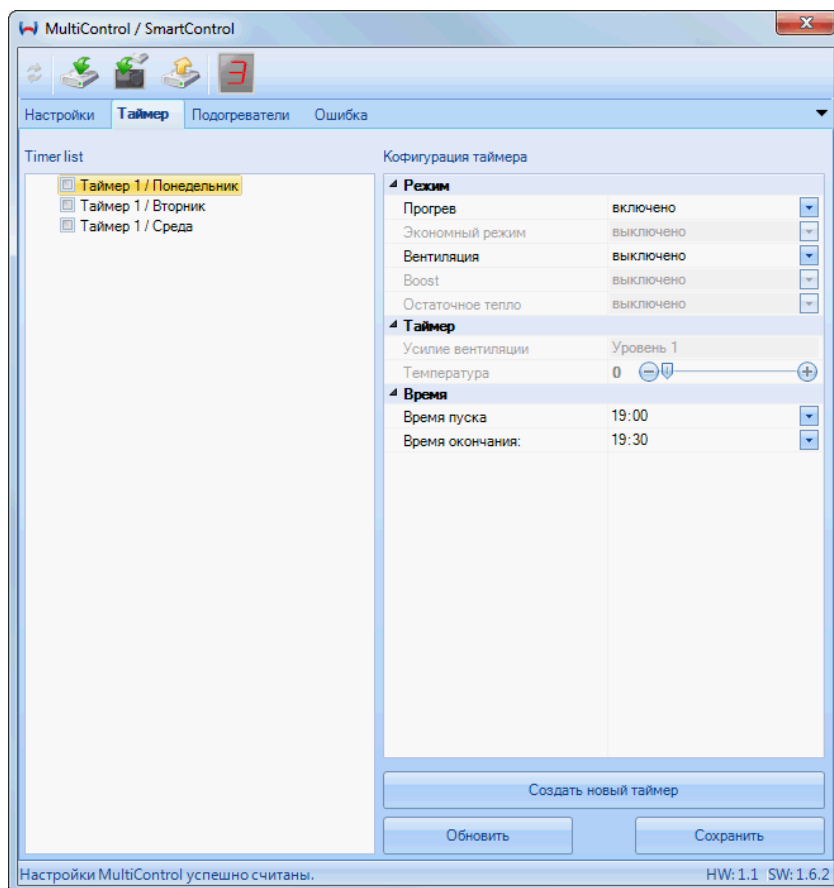 MultiControl / SmartControl
3
Настройки Таймер Подогреватели Ошибка
Timer list
Таймер 1 / Понедельник
Таймер 1 / Вторник
Таймер 1 / Среда
Кофигурация таймера
Режим
Прогрев включено
Экономный режим выключено
Вентиляция выключено
Boost выключено
Остаточное тепло выключено
Таймер
Усилие вентиляции Уровень 1
Температура 0
Время
Время пуска 19:00
Время окончания: 19:30
Создать новый таймер
Обновить Сохранить
Настройки MultiControl успешно считаны. HW: 1.1 SW: 1.6.2